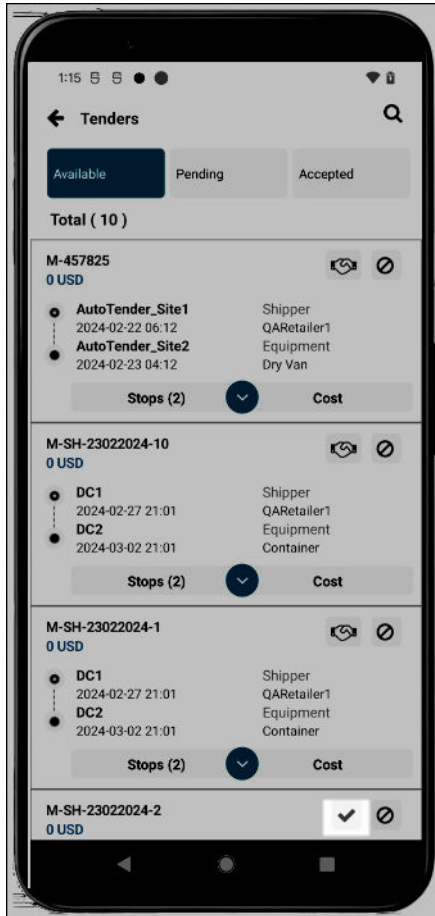 1:15
Tenders
Available Pending Accepted
Total ( 10 )
M-457825
0 USD
AutoTender_Site1 Shipper
2024-02-22 06:12 QARetailer1
AutoTender_Site2 Equipment
2024-02-23 04:12 Dry Van
Stops (2) Cost
M-SH-23022024-10
0 USD
DC1 Shipper
2024-02-27 21:01 QARetailer1
DC2 Equipment
2024-03-02 21:01 Container
Stops (2) Cost
M-SH-23022024-1
0 USD
DC1 Shipper
2024-02-27 21:01 QARetailer1
DC2 Equipment
2024-03-02 21:01 Container
Stops (2) Cost
M-SH-23022024-2
0 USD